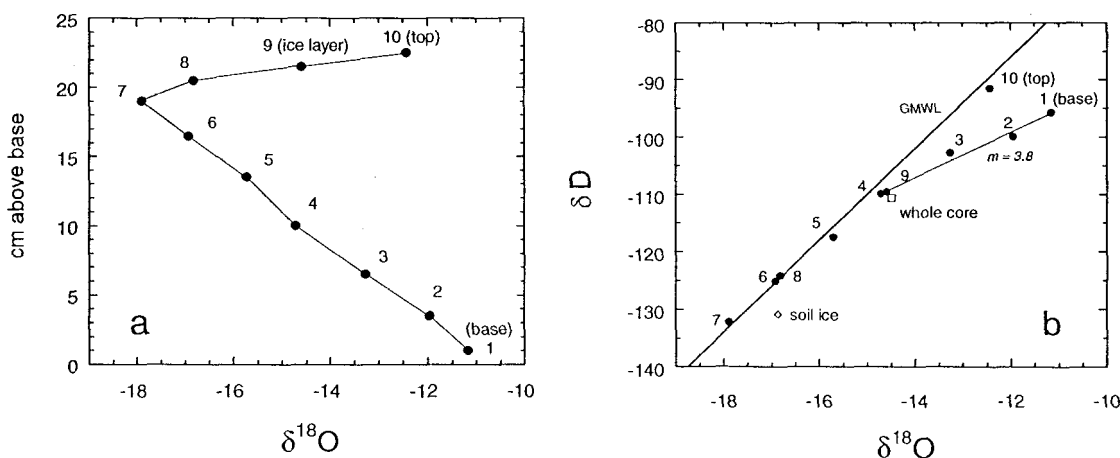 25
20
15
10
5
0
cm above base
10 (top)
9 (ice layer)
8
7
6
5
4
3
2
(base)
1
a
-18
-16
-14
-12
-10
δ¹⁸O
-80
-90
-100
-110
-120
-130
-140
δD
10 (top)
GMWL
1 (base)
2
3
m = 3.8
4
9
whole core
5
6
8
7
soil ice
b
-18
-16
-14
-12
-10
δ¹⁸O